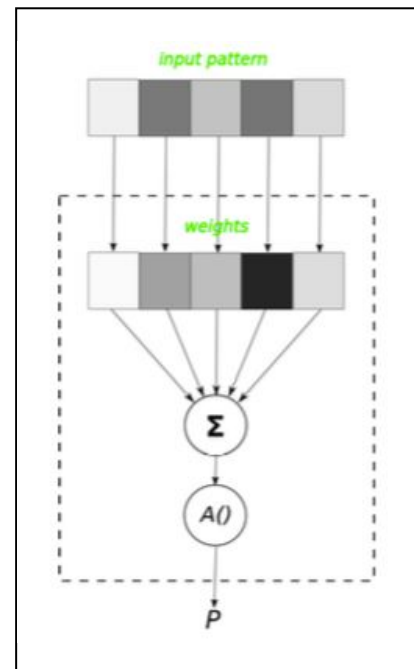 input pattern
weights
Σ
A()
P